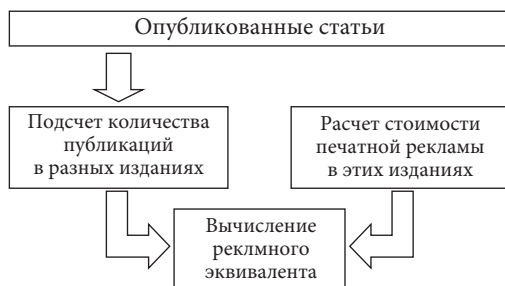 Опубликованные статьи
Подсчет количества
публикаций
в разных изданиях
Расчет стоимости
печатной рекламы
в этих изданиях
Вычисление
реклмного
эквивалента